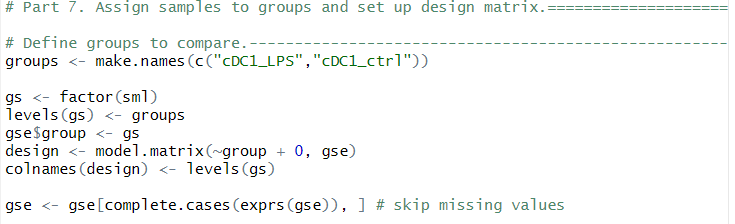 # Part 7. Assign samples to groups and set up design matrix.=====================
# Define groups to compare.-----------------------------------------------------
groups <- make.names(c("cDC1_LPS","cDC1_ctrl"))
gs <- factor(sml)
levels(gs) <- groups
gse$group <- gs
design <- model.matrix(~group + 0, gse)
colnames(design) <- levels(gs)
gse <- gse[complete.cases(exprs(gse)), ] # skip missing values